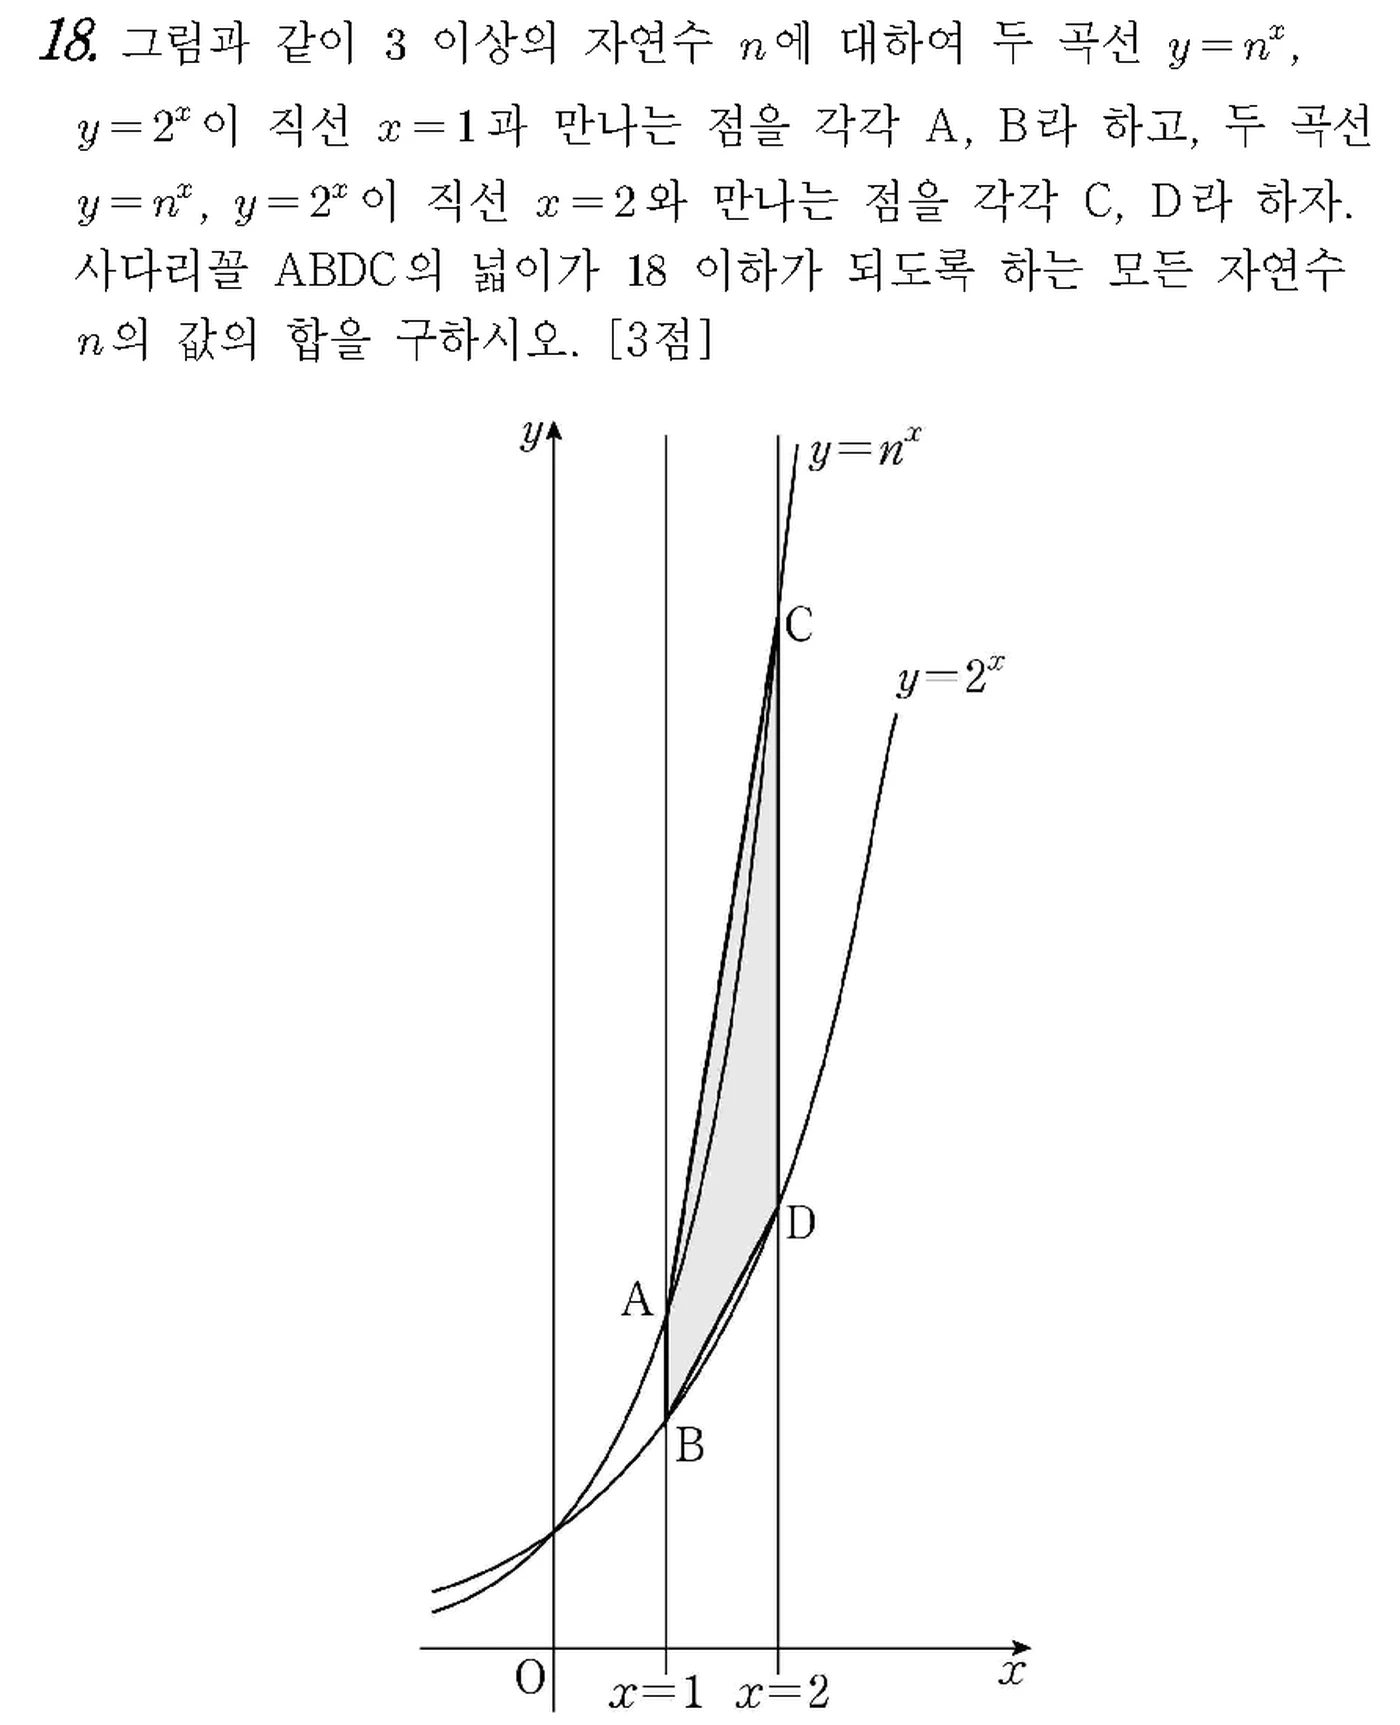 18. 그림과 같이 3 이상의 자연수 n에 대하여 두 곡선 y=nˣ,
y=2ˣ이 직선 x=1과 만나는 점을 각각 A, B라 하고, 두 곡선
y=nˣ, y=2ˣ이 직선 x=2와 만나는 점을 각각 C, D라 하자.
사다리꼴 ABDC의 넓이가 18 이하가 되도록 하는 모든 자연수
n의 값의 합을 구하시오. [3점]
y
y=nˣ
C
y=2ˣ
D
A
B
O
x=1
x=2
x